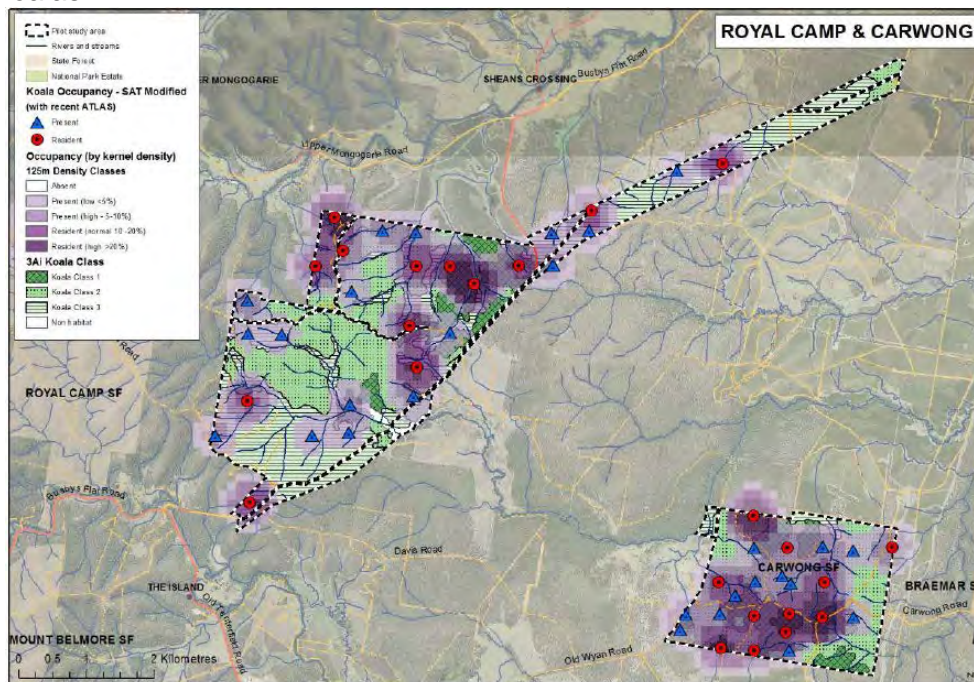 ROYAL CAMP & CARWONG
Pilot study area
Rivers and streams
State Forest
National Park Estate
Koala Occupancy - SAT Modified
(with recent ATLAS)
Present
Resident
Occupancy (by kernel density)
125m Density Classes
Absent
Present (low <5%)
Present (high - 5-10%)
Resident (normal 10 -20%)
Resident (high >20%)
3Ai Koala Class
Koala Class 1
Koala Class 2
Koala Class 3
Non habitat
ER MONGOGARIE
SHEANS CROSSING
Busbys Flat Road
Upper Mongogarie Road
Road
ROYAL CAMP SF
Busbys Flat Road
Davis Road
THE ISLAND
Old Tenterfield Road
MOUNT BELMORE SF
0 0.5 1 2 Kilometres
CARWONG SF
BRAEMAR S
Carwong Road
Old Wyan Road